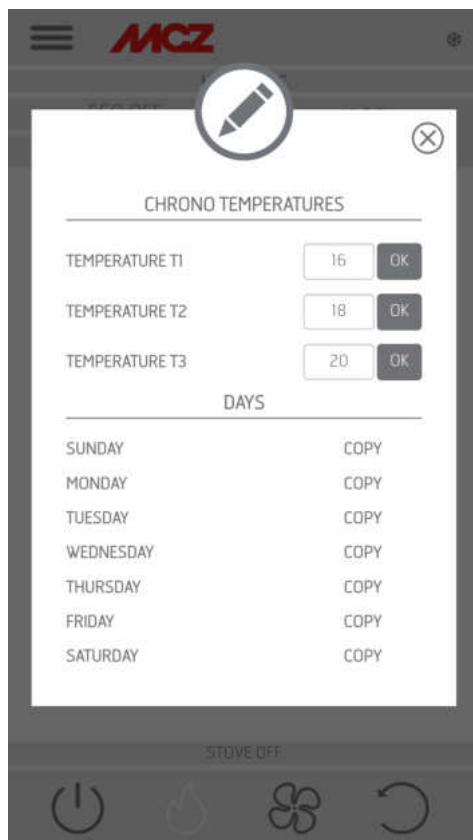 MCZ
CHRONO TEMPERATURES
TEMPERATURE T1 16 OK
TEMPERATURE T2 18 OK
TEMPERATURE T3 20 OK
DAYS
SUNDAY COPY
MONDAY COPY
TUESDAY COPY
WEDNESDAY COPY
THURSDAY COPY
FRIDAY COPY
SATURDAY COPY
STOVE OFF